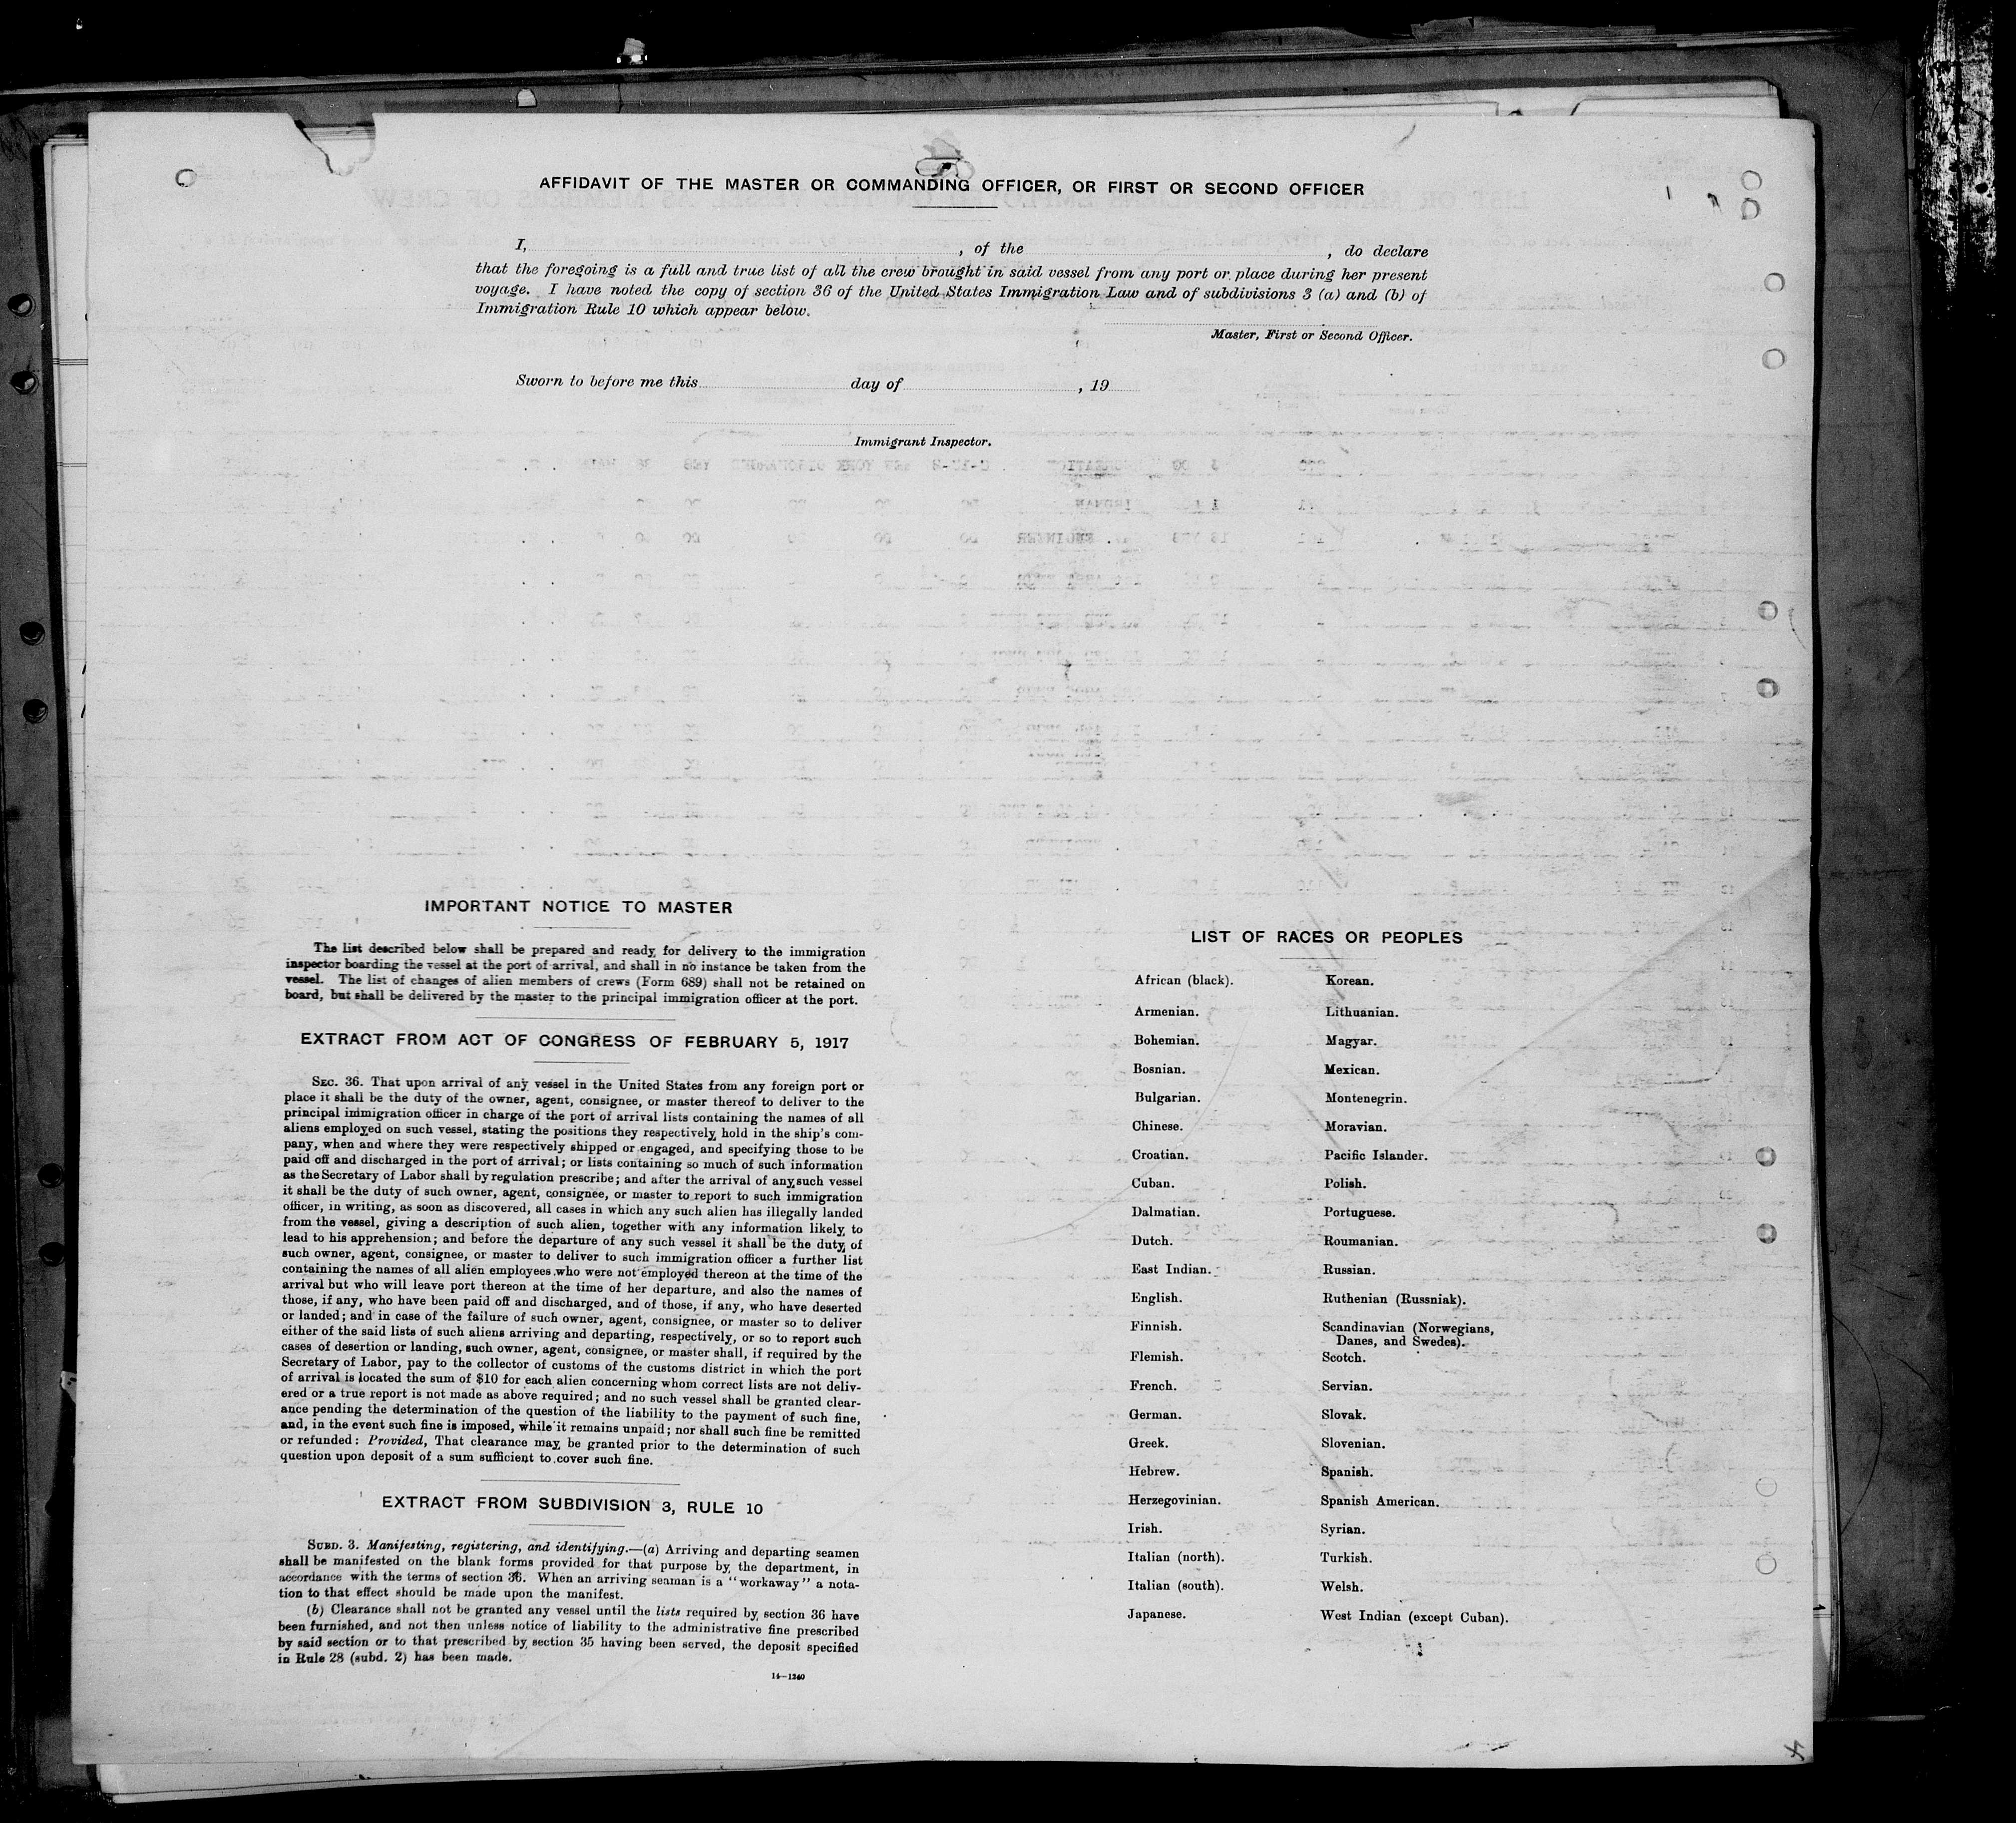 AFFIDAVIT OF THE MASTER OR COMMANDING OFFICER, OR FIRST OR SECOND OFFICER
I, , of the , do declare
that the foregoing is a full and true list of all the crew brought in said vessel from any port or place during her present
voyage. I have noted the copy of section 36 of the United States Immigration Law and of subdivisions 3 (a) and (b) of
Immigration Rule 10 which appear below.
Master, First or Second Officer.
Sworn to before me this day of , 19
Immigrant Inspector.
IMPORTANT NOTICE TO MASTER
The list described below shall be prepared and ready for delivery to the immigration
inspector boarding the vessel at the port of arrival, and shall in no instance be taken from the
vessel. The list of changes of alien members of crews (Form 689) shall not be retained on
board, but shall be delivered by the master to the principal immigration officer at the port.
EXTRACT FROM ACT OF CONGRESS OF FEBRUARY 5, 1917
SEC. 36. That upon arrival of any vessel in the United States from any foreign port or
place it shall be the duty of the owner, agent, consignee, or master thereof to deliver to the
principal immigration officer in charge of the port of arrival lists containing the names of all
aliens employed on such vessel, stating the positions they respectively hold in the ship's com-
pany, when and where they were respectively shipped or engaged, and specifying those to be
paid off and discharged in the port of arrival; or lists containing so much of such information
as the Secretary of Labor shall by regulation prescribe; and after the arrival of any such vessel
it shall be the duty of such owner, agent, consignee, or master to report to such immigration
officer, in writing, as soon as discovered, all cases in which any such alien has illegally landed
from the vessel, giving a description of such alien, together with any information likely to
lead to his apprehension; and before the departure of any such vessel it shall be the duty of
such owner, agent, consignee, or master to deliver to such immigration officer a further list
containing the names of all alien employees who were not employed thereon at the time of the
arrival but who will leave port thereon at the time of her departure, and also the names of
those, if any, who have been paid off and discharged, and of those, if any, who have deserted
or landed; and in case of the failure of such owner, agent, consignee, or master so to deliver
either of the said lists of such aliens arriving and departing, respectively, or so to report such
cases of desertion or landing, such owner, agent, consignee, or master shall, if required by the
Secretary of Labor, pay to the collector of customs of the customs district in which the port
of arrival is located the sum of $10 for each alien concerning whom correct lists are not deliv-
ered or a true report is not made as above required; and no such vessel shall be granted clear-
ance pending the determination of the question of the liability to the payment of such fine,
and, in the event such fine is imposed, while it remains unpaid; nor shall such fine be remitted
or refunded: Provided, That clearance may be granted prior to the determination of such
question upon deposit of a sum sufficient to cover such fine.
EXTRACT FROM SUBDIVISION 3, RULE 10
SUBD. 3. Manifesting, registering, and identifying.—(a) Arriving and departing seamen
shall be manifested on the blank forms provided for that purpose by the department, in
accordance with the terms of section 36. When an arriving seaman is a "workaway" a nota-
tion to that effect should be made upon the manifest.
(b) Clearance shall not be granted any vessel until the lists required by section 36 have
been furnished, and not then unless notice of liability to the administrative fine prescribed
by said section or to that prescribed by section 35 having been served, the deposit specified
in Rule 28 (subd. 2) has been made.
14—1240
LIST OF RACES OR PEOPLES
African (black).
Armenian.
Bohemian.
Bosnian.
Bulgarian.
Chinese.
Croatian.
Cuban.
Dalmatian.
Dutch.
East Indian.
English.
Finnish.
Flemish.
French.
German.
Greek.
Hebrew.
Herzegovinian.
Irish.
Italian (north).
Italian (south).
Japanese.
Korean.
Lithuanian.
Magyar.
Mexican.
Montenegrin.
Moravian.
Pacific Islander.
Polish.
Portuguese.
Roumanian.
Russian.
Ruthenian (Russniak).
Scandinavian (Norwegians,
Danes, and Swedes).
Scotch.
Servian.
Slovak.
Slovenian.
Spanish.
Spanish American.
Syrian.
Turkish.
Welsh.
West Indian (except Cuban).